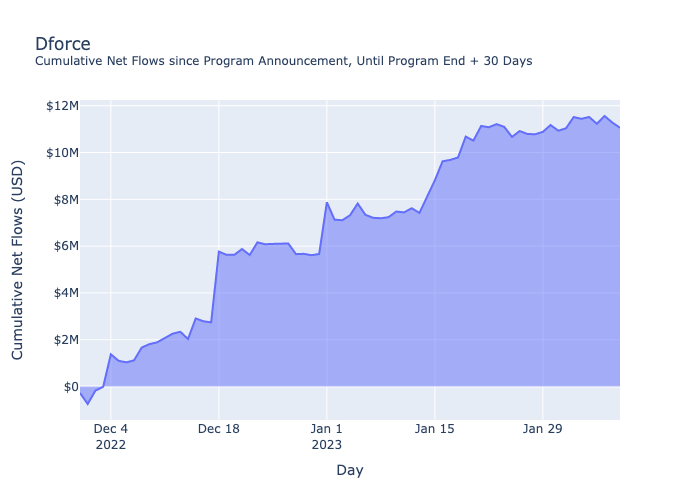 Dforce
Cumulative Net Flows since Program Announcement, Until Program End + 30 Days
Cumulative Net Flows (USD)
$12M
$10M
$8M
$6M
$4M
$2M
$0
Dec 4
2022
Dec 18
Jan 1
2023
Jan 15
Jan 29
Day